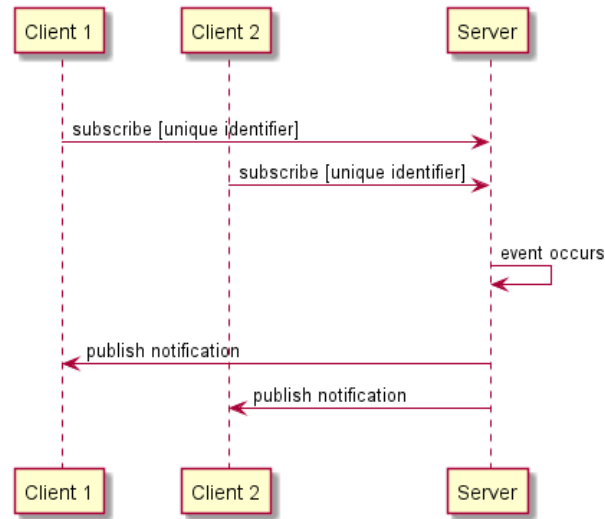 Client 1
Client 2
Server
subscribe [unique identifier]
subscribe [unique identifier]
event occurs
publish notification
publish notification
Client 1
Client 2
Server